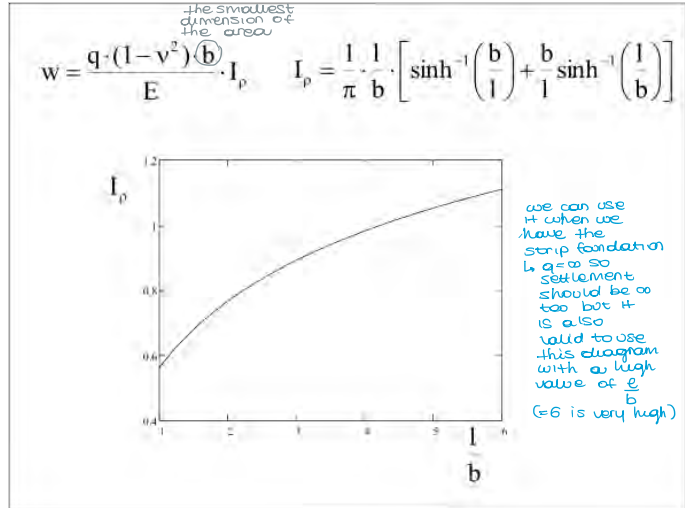 the smallest
dimension of
the area
w = q·(1−ν²)·b / E · Iρ    Iρ = 1/π · l/b · [sinh⁻¹(b/l) + b/l sinh⁻¹(l/b)]
1.2
Iρ
1
0.8
0.6
0.4
1 2 3 4 5 6
l/b
we can use
it when we
have the
strip foundation
↳ q=∞ so
settlement
should be ∞
too but it
is also
valid to use
this diagram
with a high
value of ℓ/b
(=6 is very high)